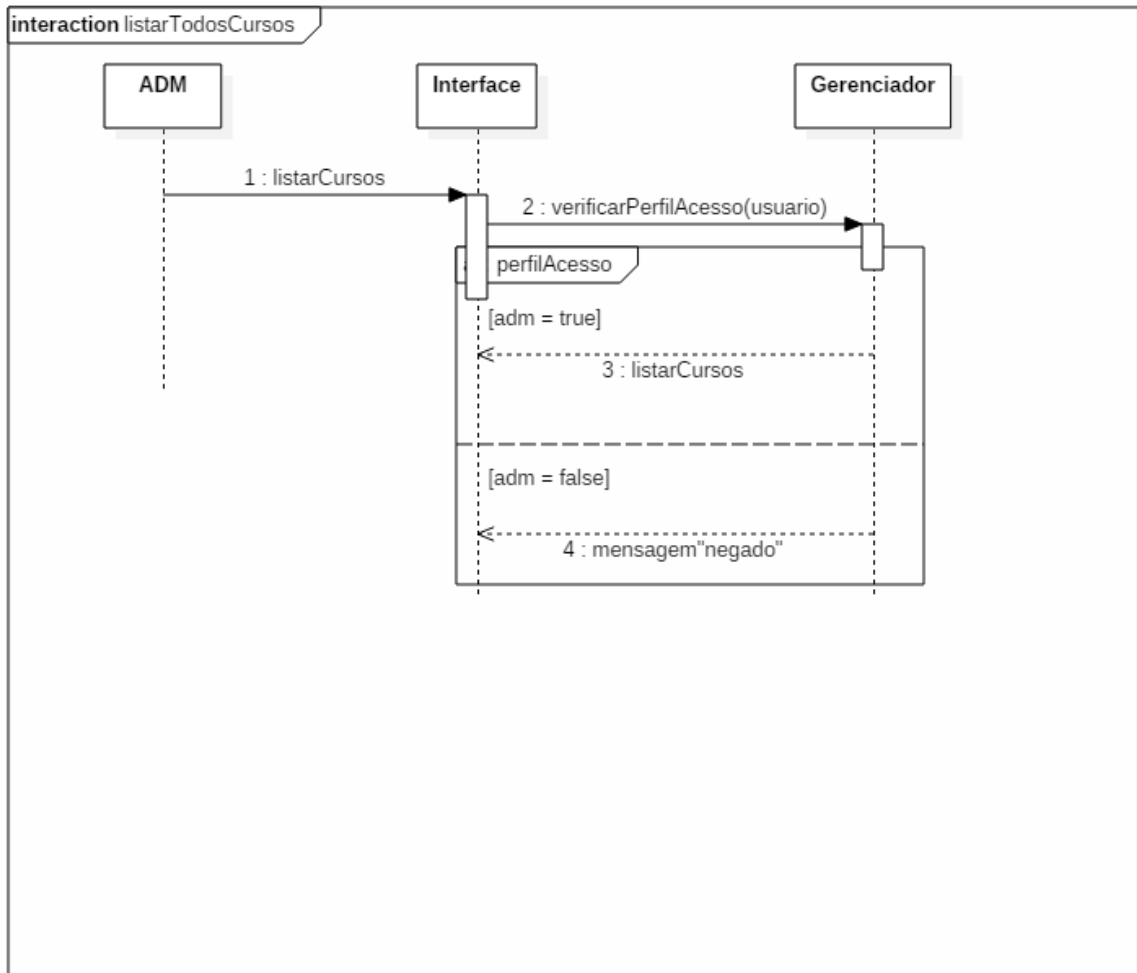 interaction listarTodosCursos
ADM
Interface
Gerenciador
1 : listarCursos
2 : verificarPerfilAcesso(usuario)
perfilAcesso
[adm = true]
3 : listarCursos
[adm = false]
4 : mensagem"negado"